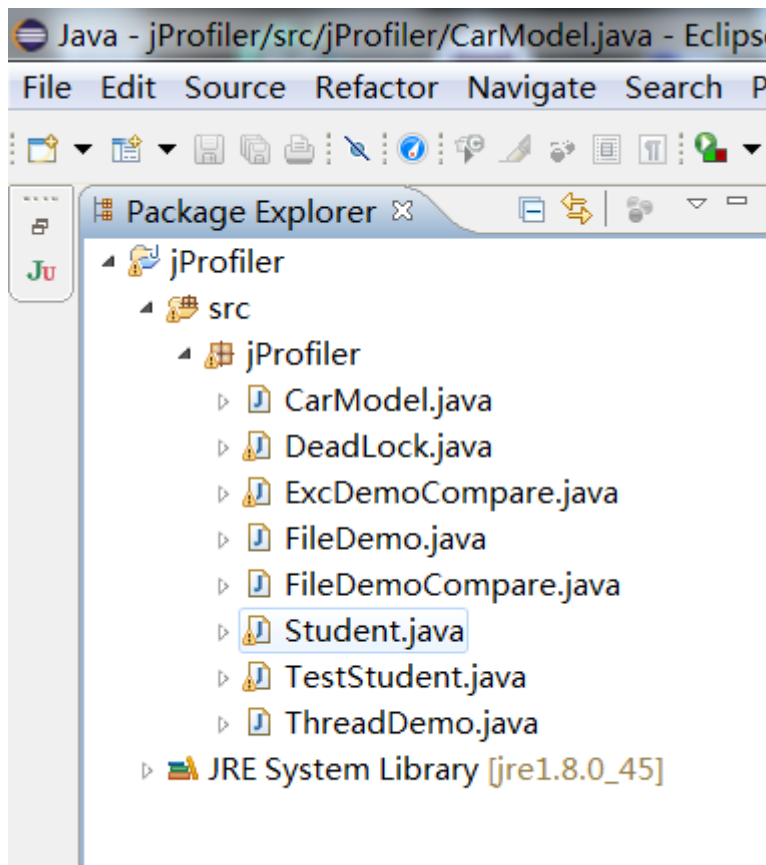 Java - jProfiler/src/jProfiler/CarModel.java - Eclips
File Edit Source Refactor Navigate Search P
Package Explorer
JU
jProfiler
src
jProfiler
CarModel.java
DeadLock.java
ExcDemoCompare.java
FileDemo.java
FileDemoCompare.java
Student.java
TestStudent.java
ThreadDemo.java
JRE System Library [jre1.8.0_45]